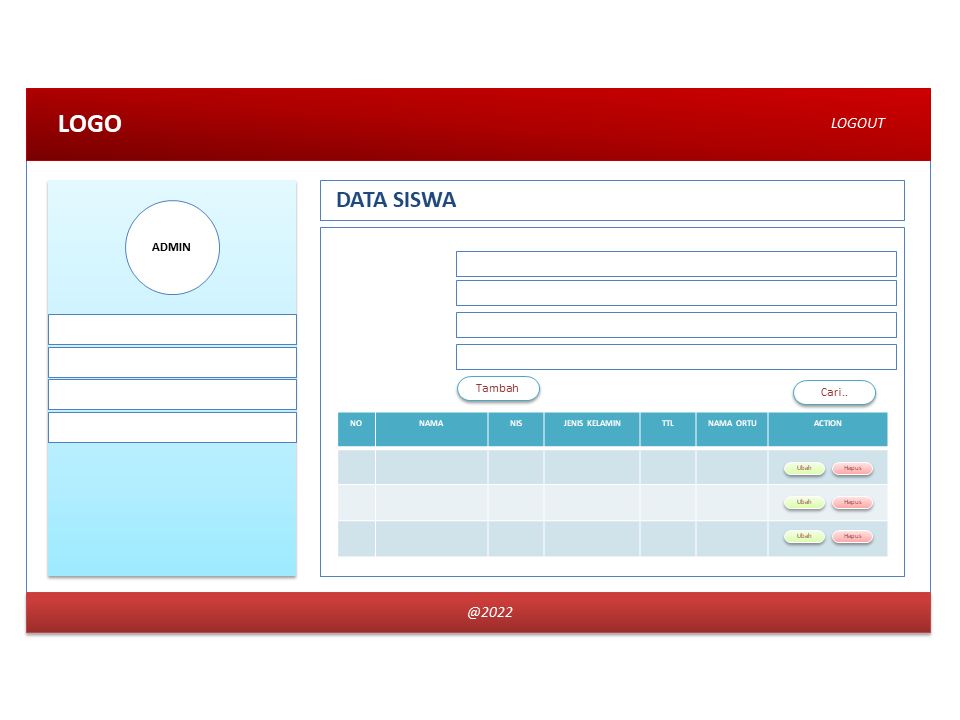 LOGO
LOGOUT
ADMIN
DATA SISWA
Tambah
Cari..
NO NAMA NIS JENIS KELAMIN TTL NAMA ORTU ACTION
Ubah Hapus
Ubah Hapus
Ubah Hapus
@2022